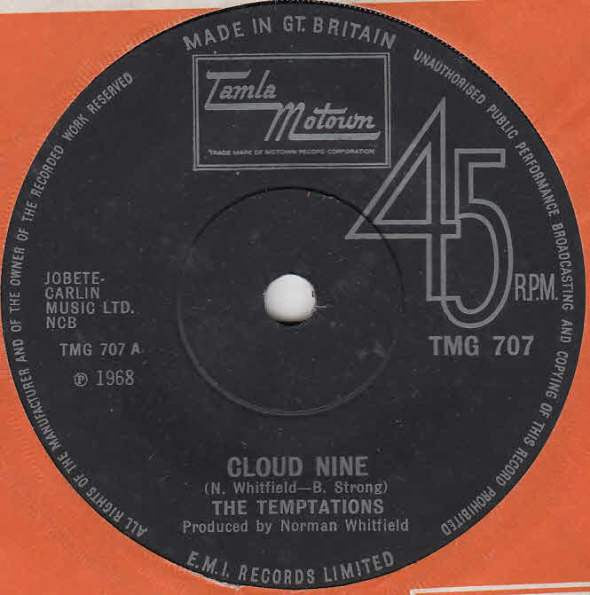 MADE IN GT. BRITAIN
Tamla
Motown
TRADE MARK OF MOTOWN RECORD CORPORATION
45
R.P.M.
UNAUTHORISED PUBLIC PERFORMANCE BROADCASTING AND COPYING OF THIS RECORD PROHIBITED
ALL RIGHTS OF THE MANUFACTURER AND OF THE OWNER OF THE RECORDED WORK RESERVED
JOBETE-
CARLIN
MUSIC LTD.
NCB
TMG 707 A
℗ 1968
TMG 707
CLOUD NINE
(N. Whitfield—B. Strong)
THE TEMPTATIONS
Produced by Norman Whitfield
E.M.I. RECORDS LIMITED